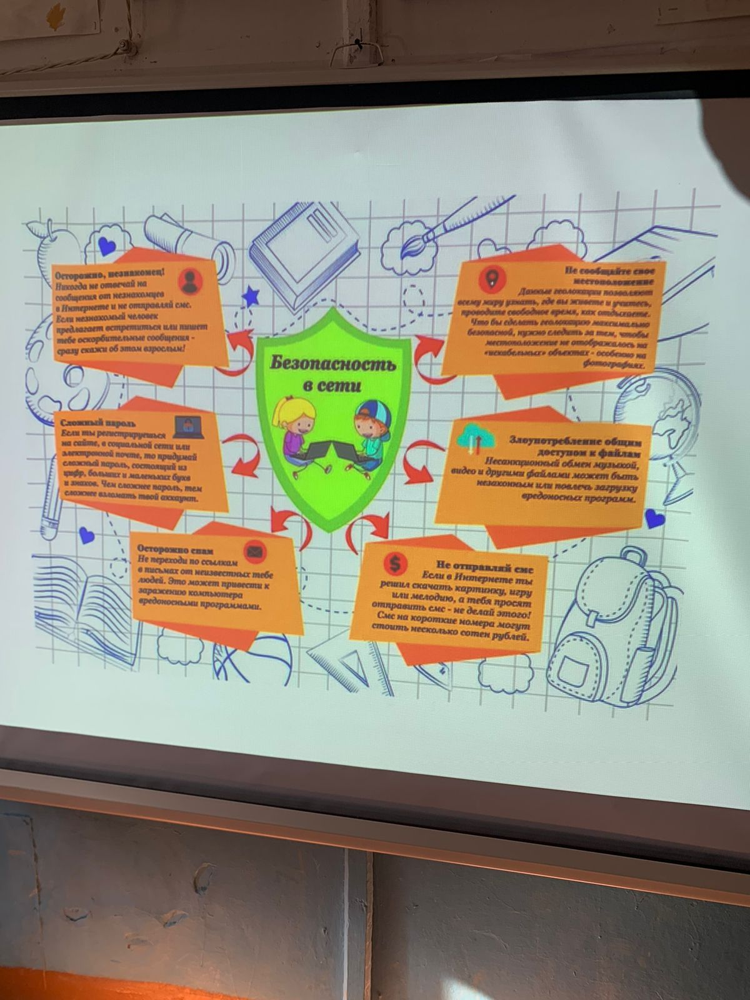 Безопасность
в сети
Осторожно, незнакомец!
Никогда не отвечай на
сообщения от незнакомцев
в Интернете и не отправляй смс.
Если незнакомый человек
предлагает встретиться или пишет
тебе оскорбительные сообщения -
сразу скажи об этом взрослым!
Сложный пароль
Если ты регистрируешься
на сайте, в социальной сети или
электронной почте, то придумай
сложный пароль, состоящий из
цифр, больших и маленьких букв
и знаков. Чем сложнее пароль, тем
сложнее взломать твой аккаунт.
Осторожно спам
Не переходи по ссылкам
в письмах от неизвестных тебе
людей. Это может привести к
заражению компьютера
вредоносными программами.
Не сообщайте свое
местоположение
Данные геолокации позволяют
всему миру узнать, где вы живете и учитесь,
проводите свободное время, как отдыхаете.
Что бы сделать геолокацию максимально
безопасной, нужно следить за тем, чтобы
местоположение не отображалось на
объектах - особенно на
фотографиях.
Злоупотребление общим
доступом к файлам
Несанкционный обмен музыкой,
видео и другими файлами может быть
незаконным или повлечь загрузку
вредоносных программ.
$
Не отправляй смс
Если в Интернете ты
решил скачать картинку, игру
или мелодию, а тебя просят
отправить смс - не делай этого!
Смс на короткие номера могут
стоить несколько сотен рублей.